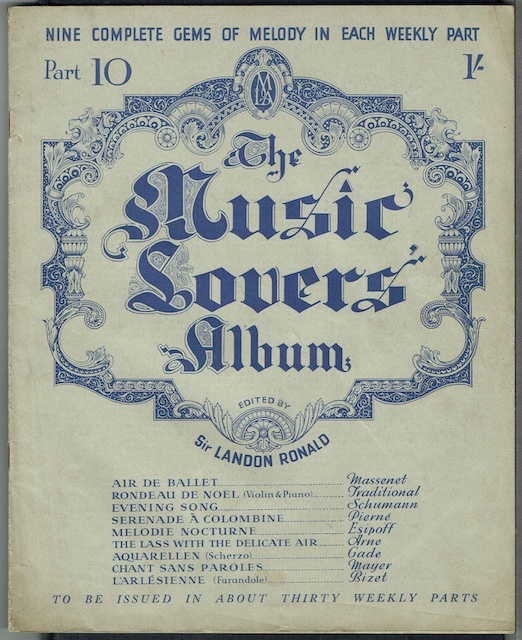 NINE COMPLETE GEMS OF MELODY IN EACH WEEKLY PART
Part 10
1/-
The
Music
Lovers'
Album
EDITED BY
Sir LANDON RONALD
AIR DE BALLET Massenet
RONDEAU DE NOËL (Violin & Piano) Traditional
EVENING SONG Schumann
SERENADE À COLOMBINE Pierné
MELODIE NOCTURNE Esipoff
THE LASS WITH THE DELICATE AIR Arne
AQUARELLEN (Scherzo) Gade
CHANT SANS PAROLES Mayer
L'ARLÉSIENNE (Farandole) Bizet
TO BE ISSUED IN ABOUT THIRTY WEEKLY PARTS